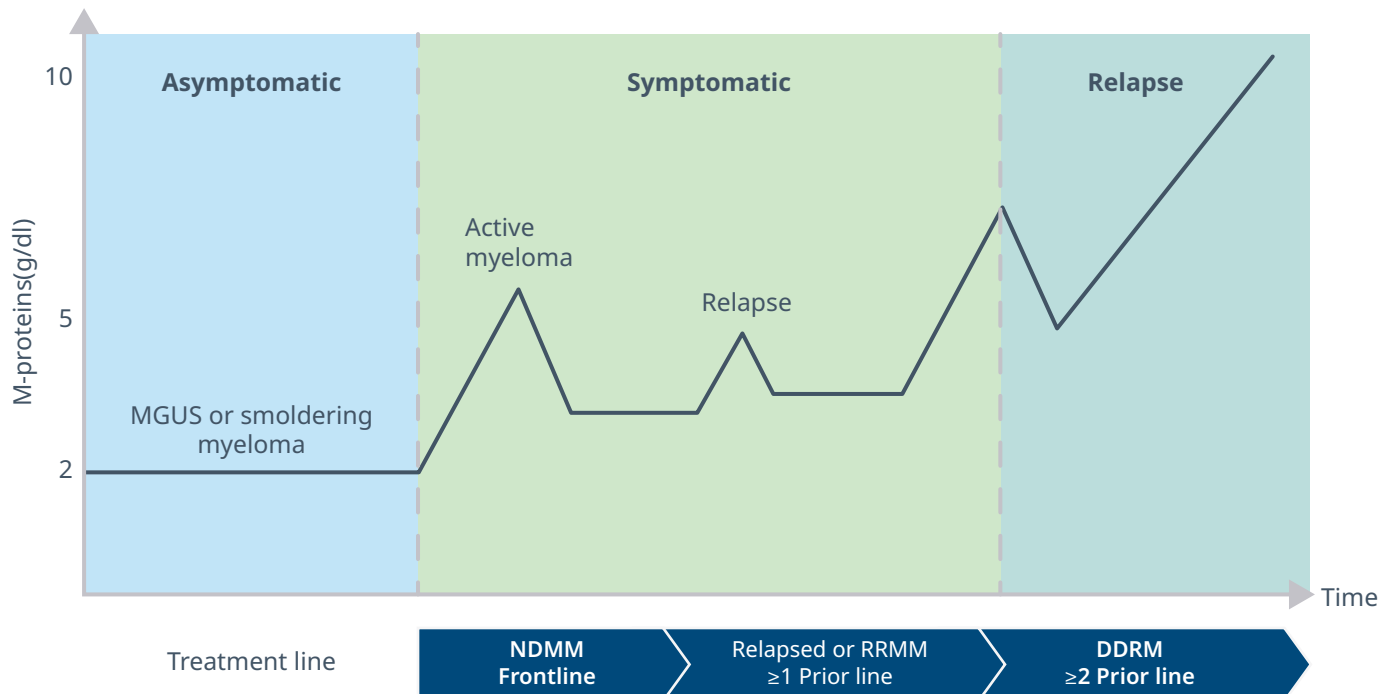 10
Asymptomatic
Symptomatic
Relapse
Active
myeloma
Relapse
5
M-proteins(g/dl)
MGUS or smoldering
myeloma
2
Time
Treatment line
NDMM
Frontline
Relapsed or RRMM
≥1 Prior line
DDRM
≥2 Prior line